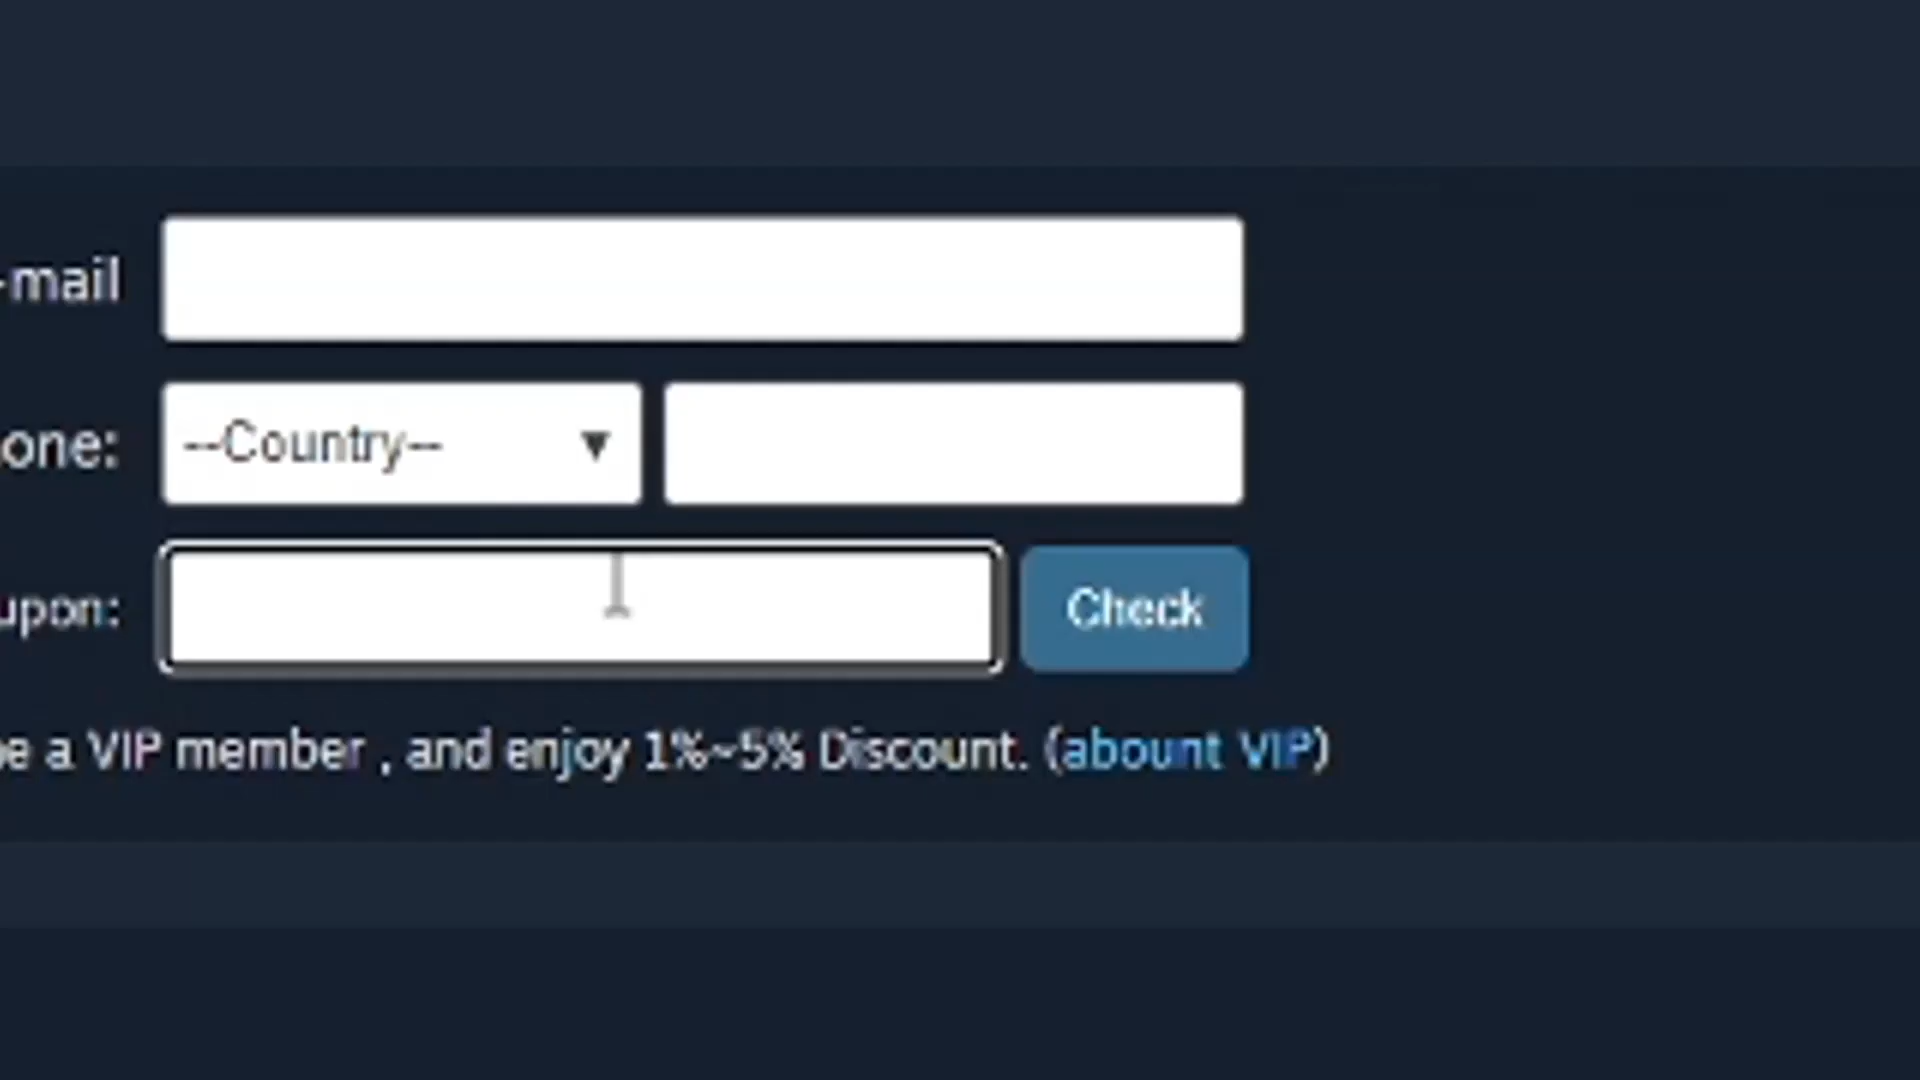 -mail
one: --Country-- ▼
upon: Check
e a VIP member , and enjoy 1%~5% Discount. (abount VIP)